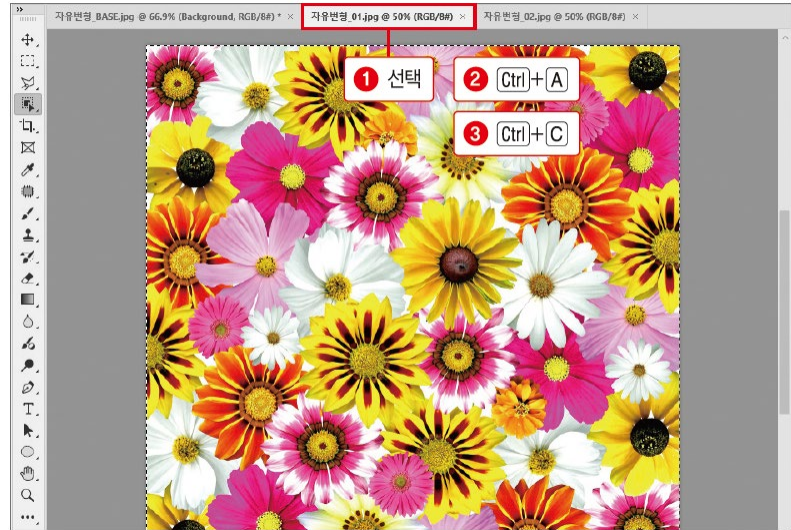 자유변형_BASE.jpg @ 66.9% (Background, RGB/8#) * ×
자유변형_01.jpg @ 50% (RGB/8#) ×
자유변형_02.jpg @ 50% (RGB/8#) ×
1 선택
2 Ctrl+A
3 Ctrl+C